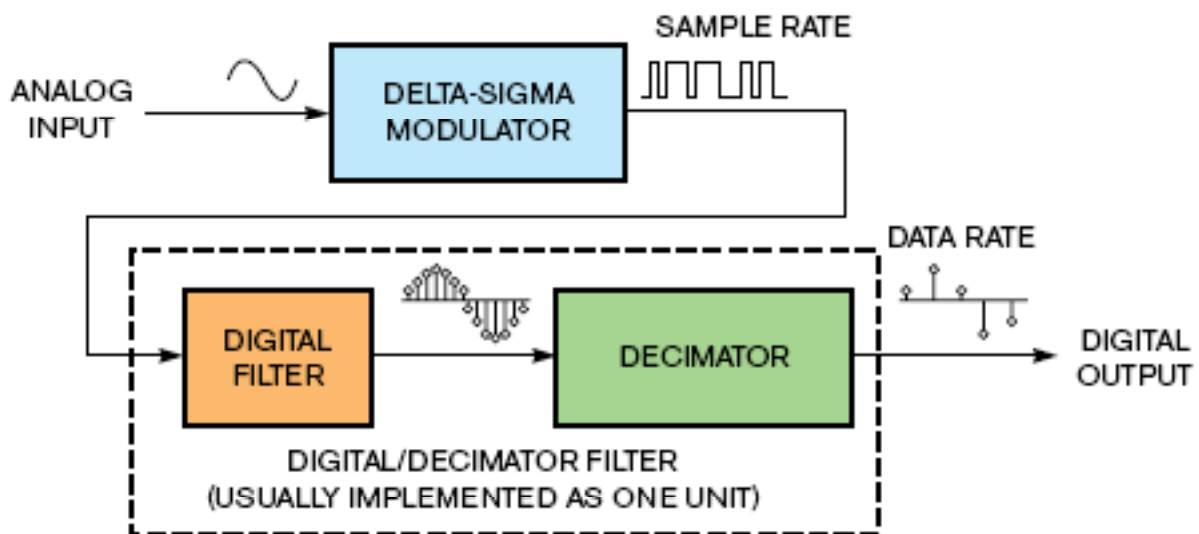 SAMPLE RATE
ANALOG
INPUT
DELTA-SIGMA
MODULATOR
DATA RATE
DIGITAL
FILTER
DECIMATOR
DIGITAL
OUTPUT
DIGITAL/DECIMATOR FILTER
(USUALLY IMPLEMENTED AS ONE UNIT)